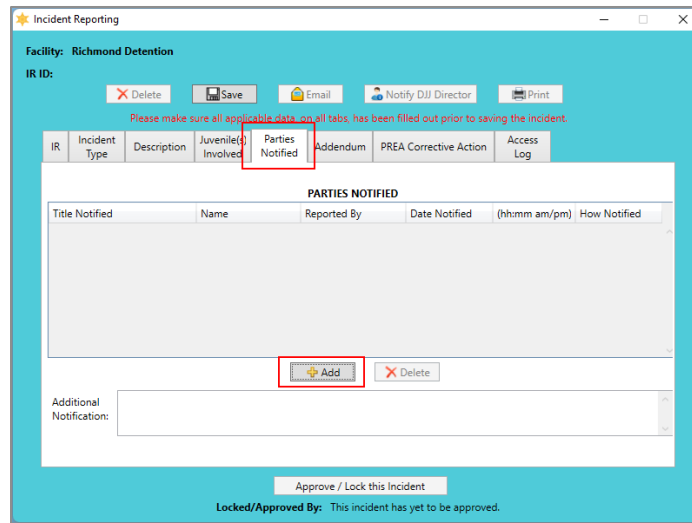 Incident Reporting
Facility: Richmond Detention
IR ID:
Delete Save Email Notify DJJ Director Print
Please make sure all applicable data, on all tabs, has been filled out prior to saving the incident.
IR Incident Type Description Juvenile(s) Involved Parties Notified Addendum PREA Corrective Action Access Log
PARTIES NOTIFIED
Title Notified Name Reported By Date Notified (hh:mm am/pm) How Notified
Add Delete
Additional
Notification:
Approve / Lock this Incident
Locked/Approved By: This incident has yet to be approved.